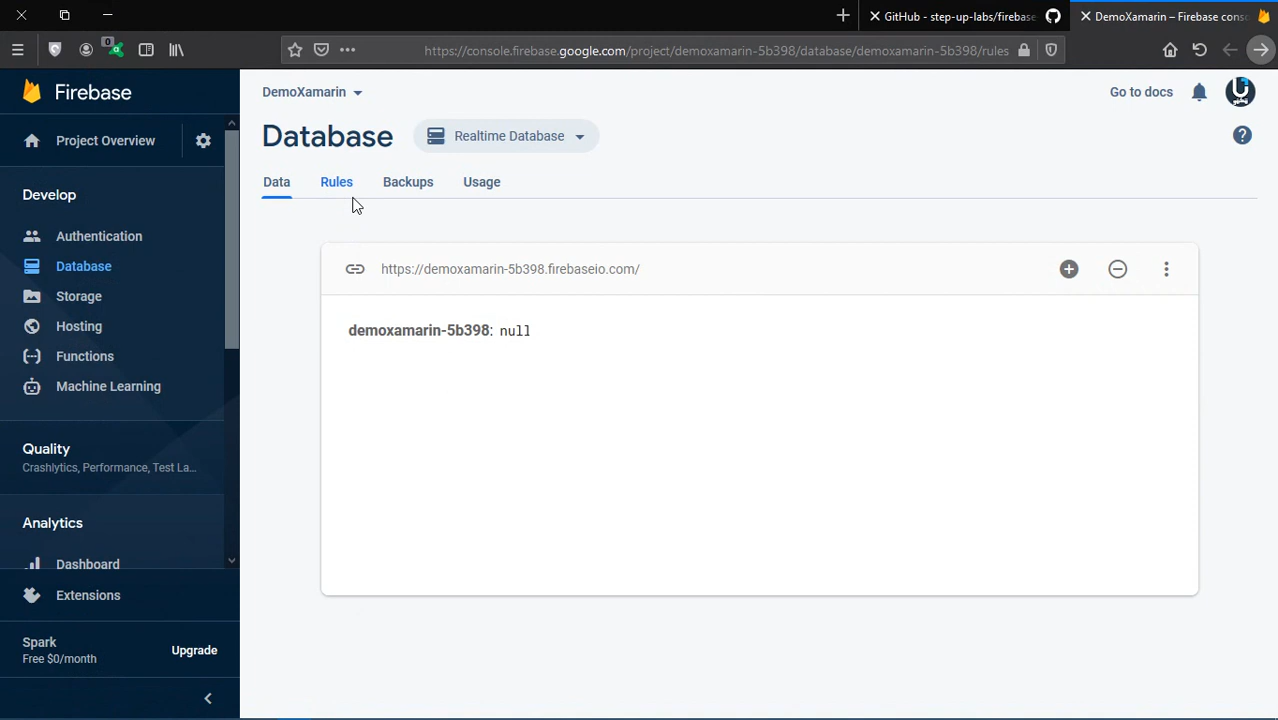 GitHub - step-up-labs/firebase
DemoXamarin – Firebase conso
0
https://console.firebase.google.com/project/demoxamarin-5b398/database/demoxamarin-5b398/rules
Firebase
Project Overview
Develop
Authentication
Database
Storage
Hosting
Functions
Machine Learning
Quality
Crashlytics, Performance, Test La...
Analytics
Dashboard
Extensions
Spark
Free $0/month
Upgrade
DemoXamarin
Go to docs
Database
Realtime Database
Data
Rules
Backups
Usage
https://demoxamarin-5b398.firebaseio.com/
demoxamarin-5b398: null